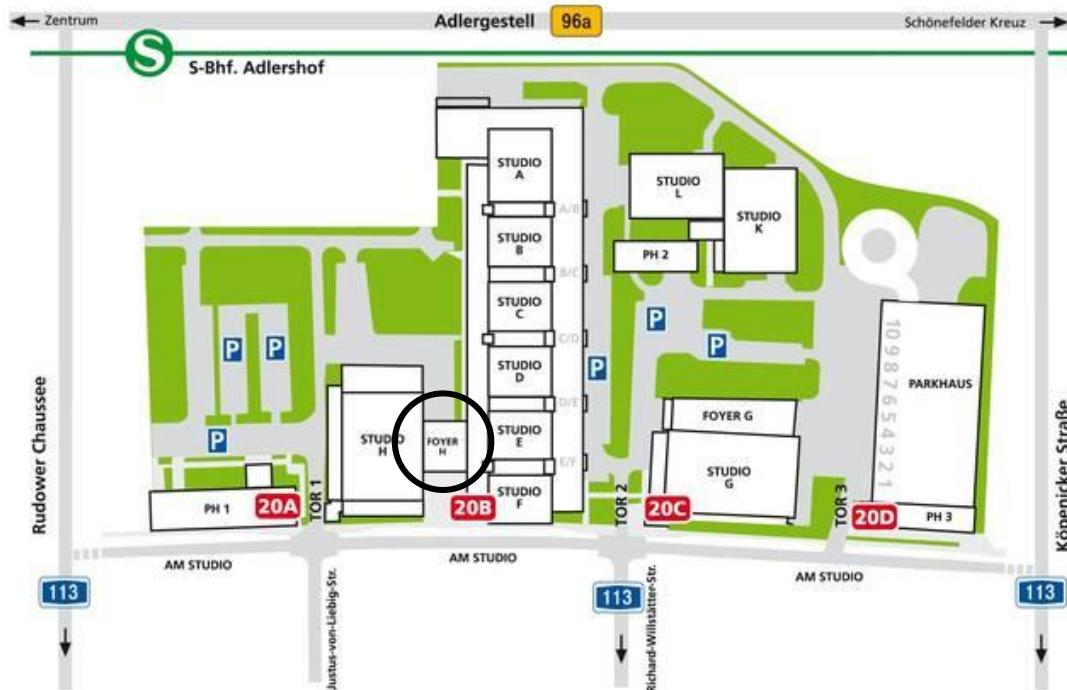 Zentrum
Adlergestell
96a
Schönefelder Kreuz
S
S-Bhf. Adlershof
STUDIO
A
A/B
STUDIO
L
STUDIO
K
STUDIO
B
PH 2
B/C
STUDIO
C
P
C/D
P
P
P
P
STUDIO
D
P
10 9 8 7 6 5 4 3 2 1
PARKHAUS
D/E
FOYER G
Rudower Chaussee
P
STUDIO
H
FOYER
H
STUDIO
E
E/F
STUDIO
G
Köpenicker Straße
PH 1
20A
TOR 1
20B
STUDIO
F
TOR 2
20C
TOR 3
20D
PH 3
AM STUDIO
AM STUDIO
AM STUDIO
113
Justus-von-Liebig-Str.
113
Richard-Willstätter-Str.
113